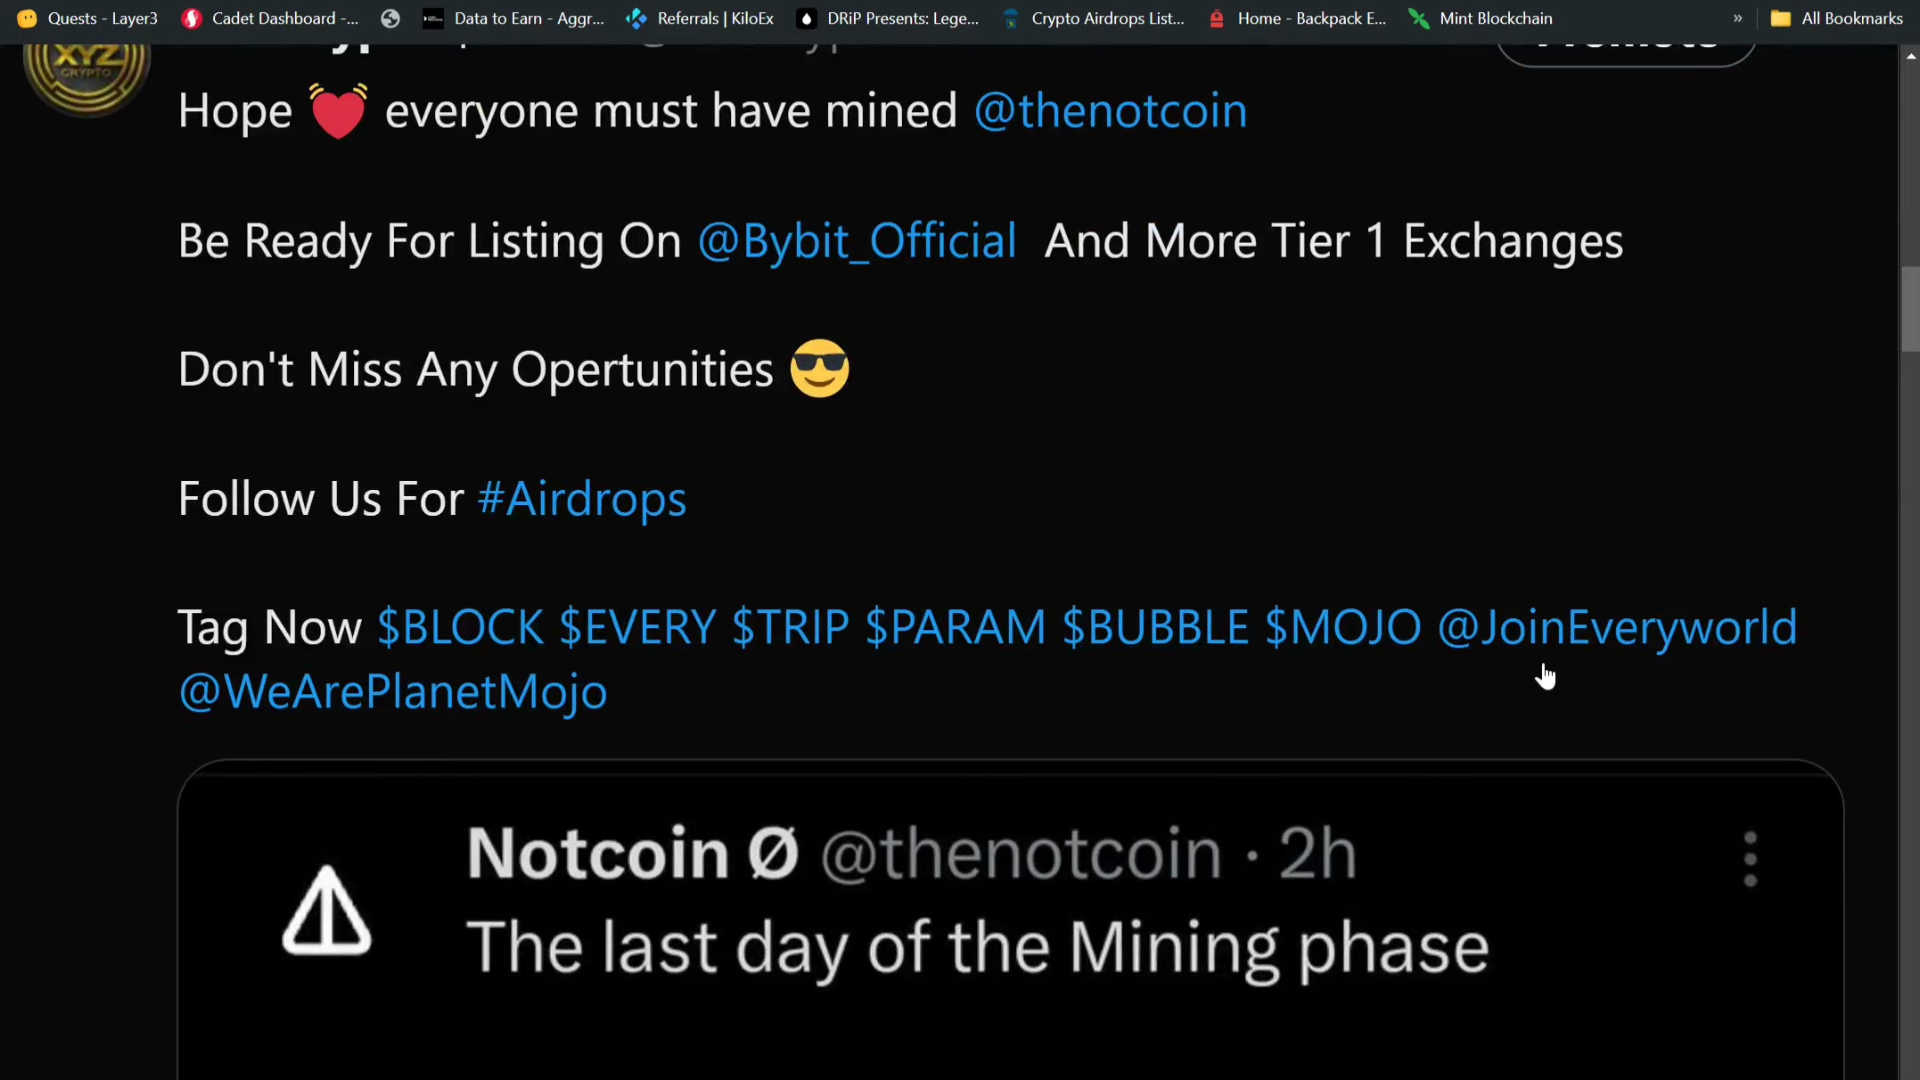 Quests - Layer3 Cadet Dashboard -... Data to Earn - Aggr... Referrals | KiloEx DRiP Presents: Lege... Crypto Airdrops List... Home - Backpack E... Mint Blockchain » All Bookmarks
XYZ
CRYPTO
Hope 💓 everyone must have mined @thenotcoin
Be Ready For Listing On @Bybit_Official And More Tier 1 Exchanges
Don't Miss Any Opertunities 😎
Follow Us For #Airdrops
Tag Now $BLOCK $EVERY $TRIP $PARAM $BUBBLE $MOJO @JoinEveryworld
@WeArePlanetMojo
Notcoin Ø @thenotcoin · 2h
The last day of the Mining phase